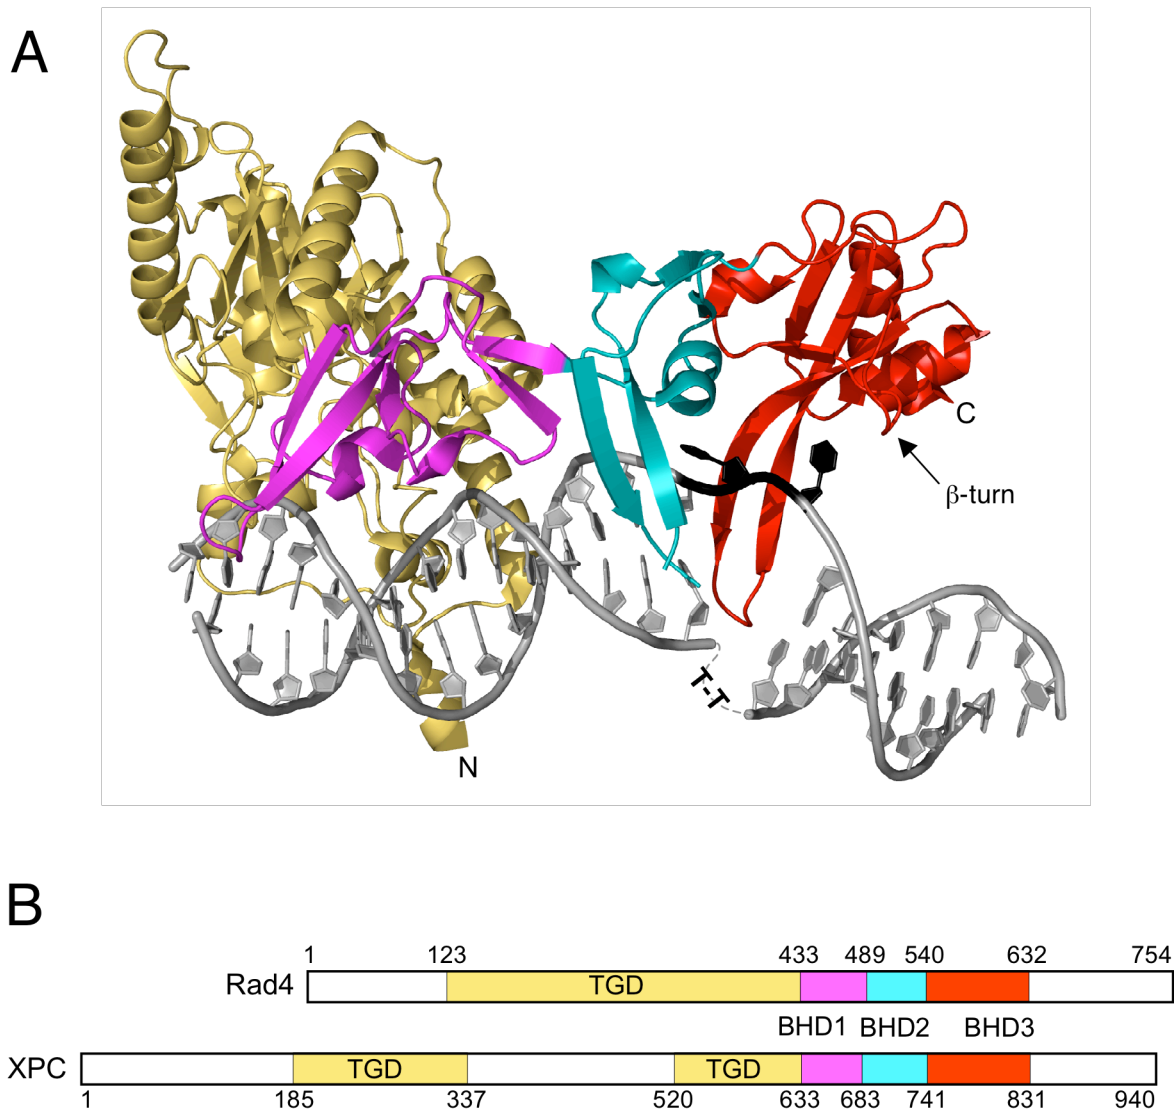 A
C
β-turn
T-T
N
B
1 123 433 489 540 632 754
Rad4 TGD
BHD1 BHD2 BHD3
XPC TGD TGD
1 185 337 520 633 683 741 831 940